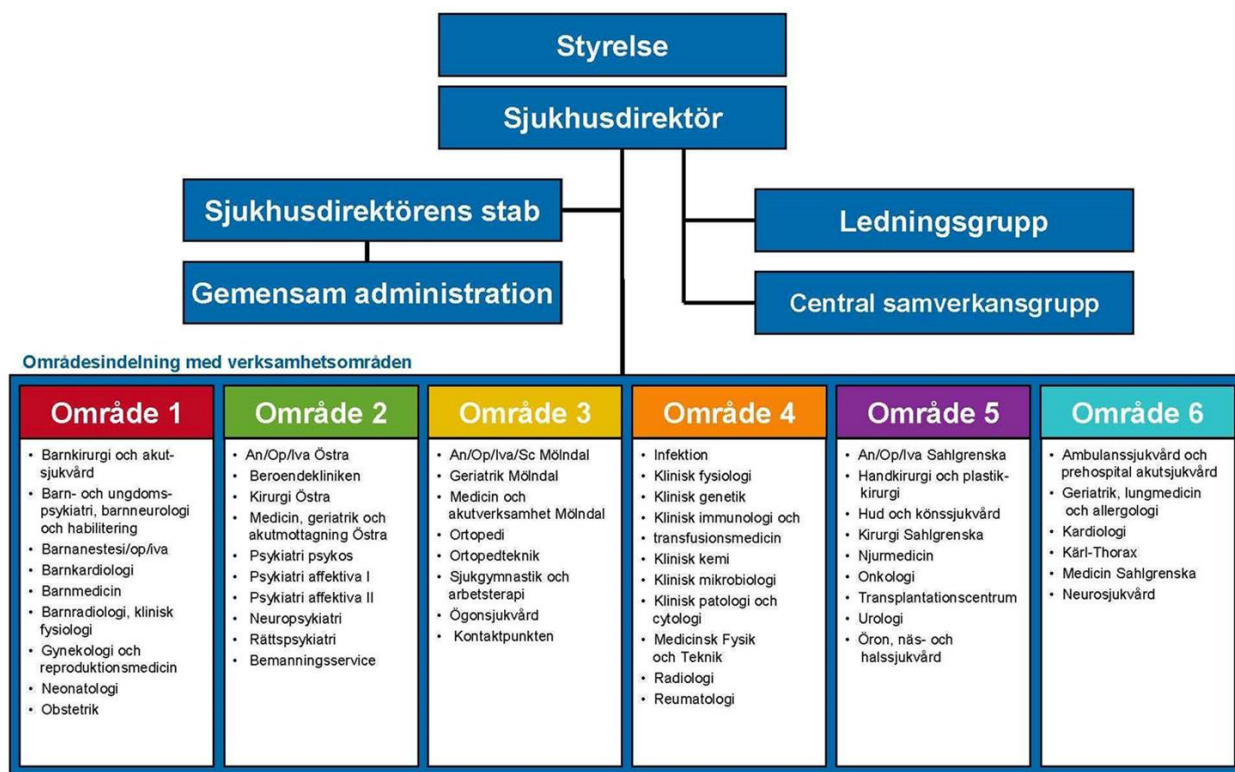 Styrelse
Sjukhusdirektör
Sjukhusdirektörens stab
Ledningsgrupp
Gemensam administration
Central samverkansgrupp
Områdesindelning med verksamhetsområden
Område 1
• Barnkirurgi och akut-
sjukvård
• Barn- och ungdoms-
psykiatri, barnneurologi
och habilitering
• Barnanestesi/op/iva
• Barnkardiologi
• Barnmedicin
• Barnradiologi, klinisk
fysiologi
• Gynekologi och
reproduktionsmedicin
• Neonatologi
• Obstetrik
Område 2
• An/Op/Iva Östra
• Beroendekliniken
• Kirurgi Östra
• Medicin, geriatrik och
akutmottagning Östra
• Psykiatri psykos
• Psykiatri affektiva I
• Psykiatri affektiva II
• Neuropsykiatri
• Rättspsykiatri
• Bemanningsservice
Område 3
• An/Op/Iva/Sc Mölndal
• Geriatrik Mölndal
• Medicin och
akutverksamhet Mölndal
• Ortopedi
• Ortopedteknik
• Sjukgymnastik och
arbetsterapi
• Ögonsjukvård
• Kontaktpunkten
Område 4
• Infektion
• Klinisk fysiologi
• Klinisk genetik
• Klinisk immunologi och
• transfusionsmedicin
• Klinisk kemi
• Klinisk mikrobiologi
• Klinisk patologi och
cytologi
• Medicinsk Fysik
och Teknik
• Radiologi
• Reumatologi
Område 5
• An/Op/Iva Sahlgrenska
• Handkirurgi och plastik-
kirurgi
• Hud och könssjukvård
• Kirurgi Sahlgrenska
• Njurmedicin
• Onkologi
• Transplantationscentrum
• Urologi
• Öron, näs- och
halssjukvård
Område 6
• Ambulanssjukvård och
prehospital akutsjukvård
• Geriatrik, lungmedicin
och allergologi
• Kardiologi
• Kärl-Thorax
• Medicin Sahlgrenska
• Neurosjukvård